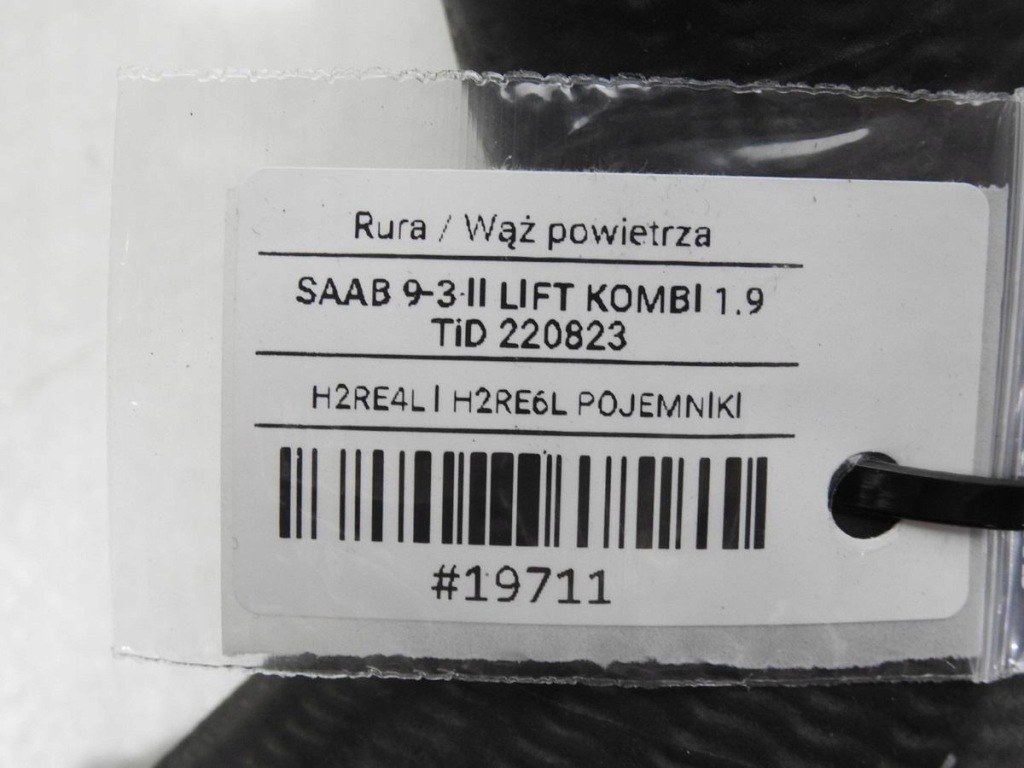 Rura / Wąż powietrza
SAAB 9-3 II LIFT KOMBI 1.9
TiD 220823
H2RE4L | H2RE6L POJEMNIKI
#19711